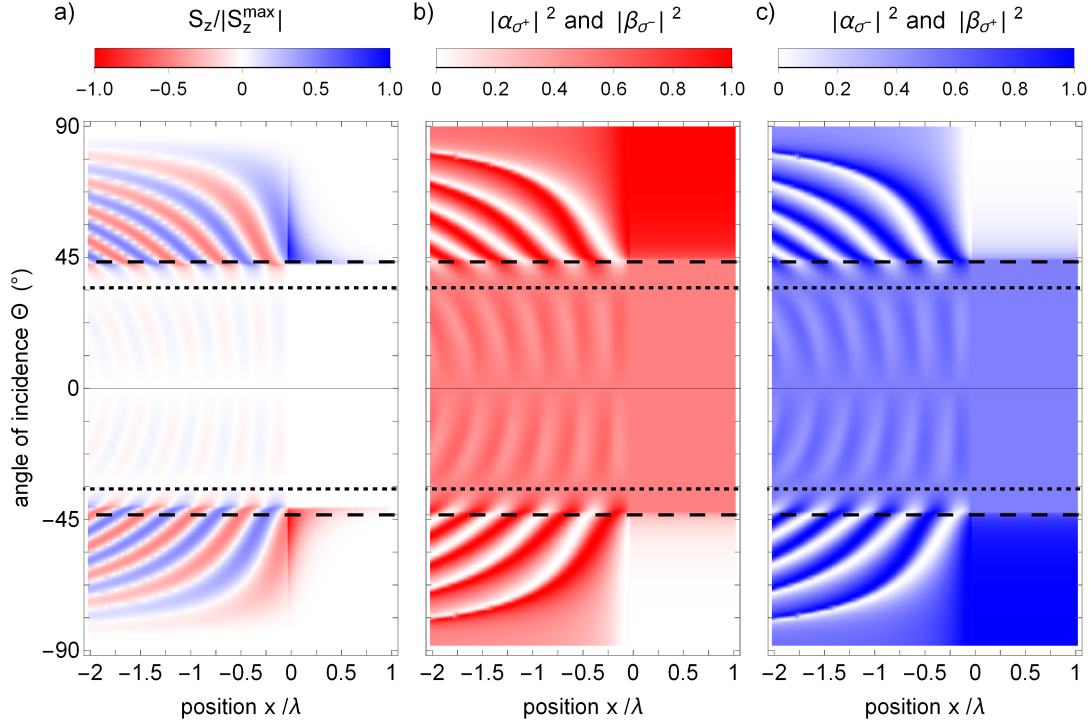 a) S_z/|S_z^max| b) |α_σ⁺| ² and |β_σ⁻| ² c) |α_σ⁻| ² and |β_σ⁺| ²
−1.0 −0.5 0 0.5 1.0 0 0.2 0.4 0.6 0.8 1.0 0 0.2 0.4 0.6 0.8 1.0
90
45
0
−45
−90
angle of incidence Θ (°)
−2 −1.5 −1 −0.5 0 0.5 1 −2 −1.5 −1 −0.5 0 0.5 1 −2 −1.5 −1 −0.5 0 0.5 1
position x /λ position x /λ position x /λ